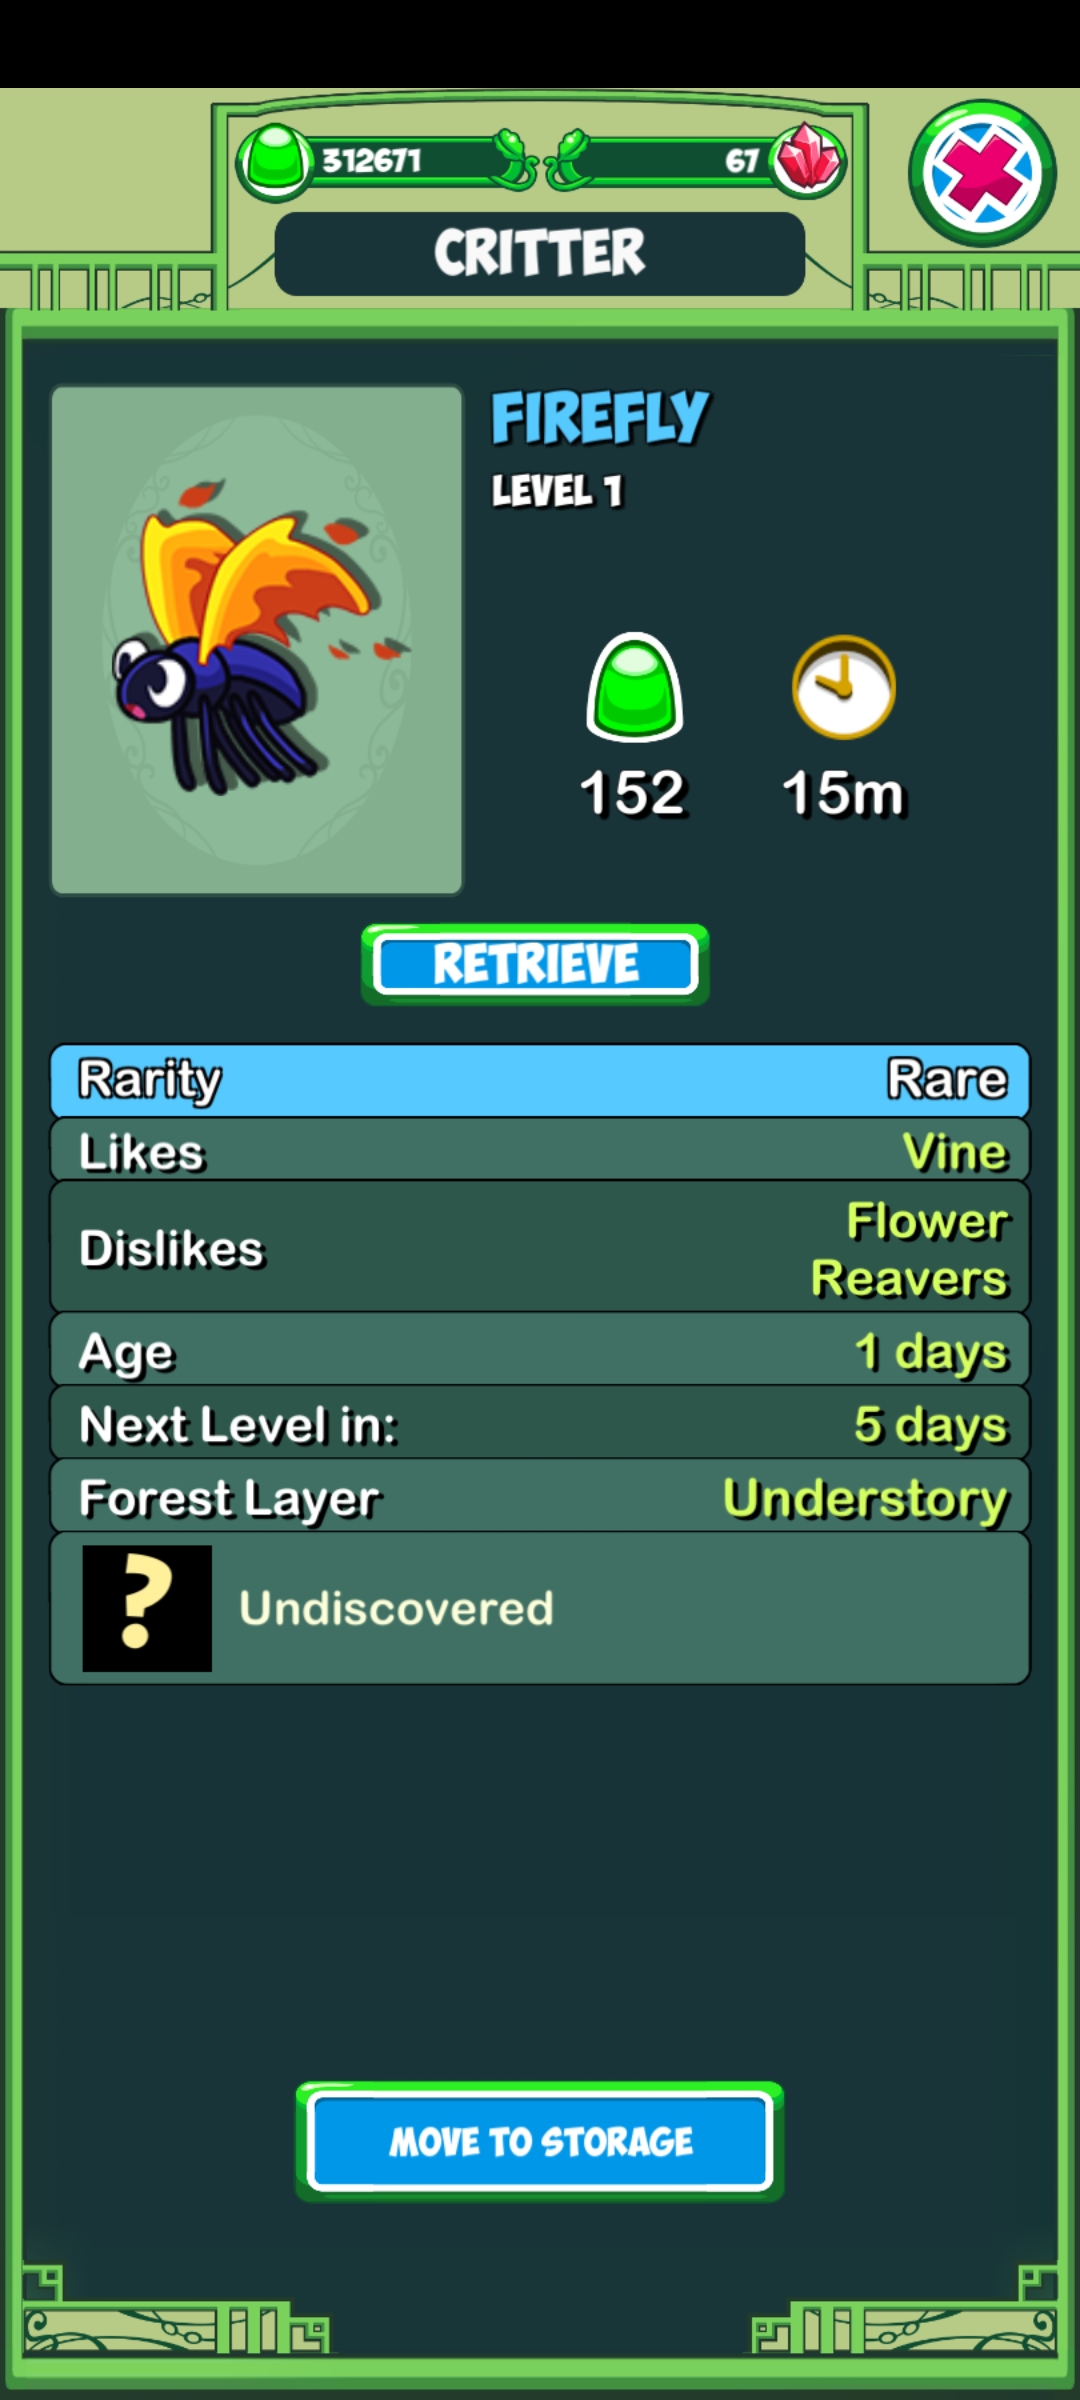 312671
67
CRITTER
FIREFLY
LEVEL 1
152
15m
RETRIEVE
Rarity Rare
Likes Vine
Dislikes Flower
Reavers
Age 1 days
Next Level in: 5 days
Forest Layer Understory
? Undiscovered
MOVE TO STORAGE